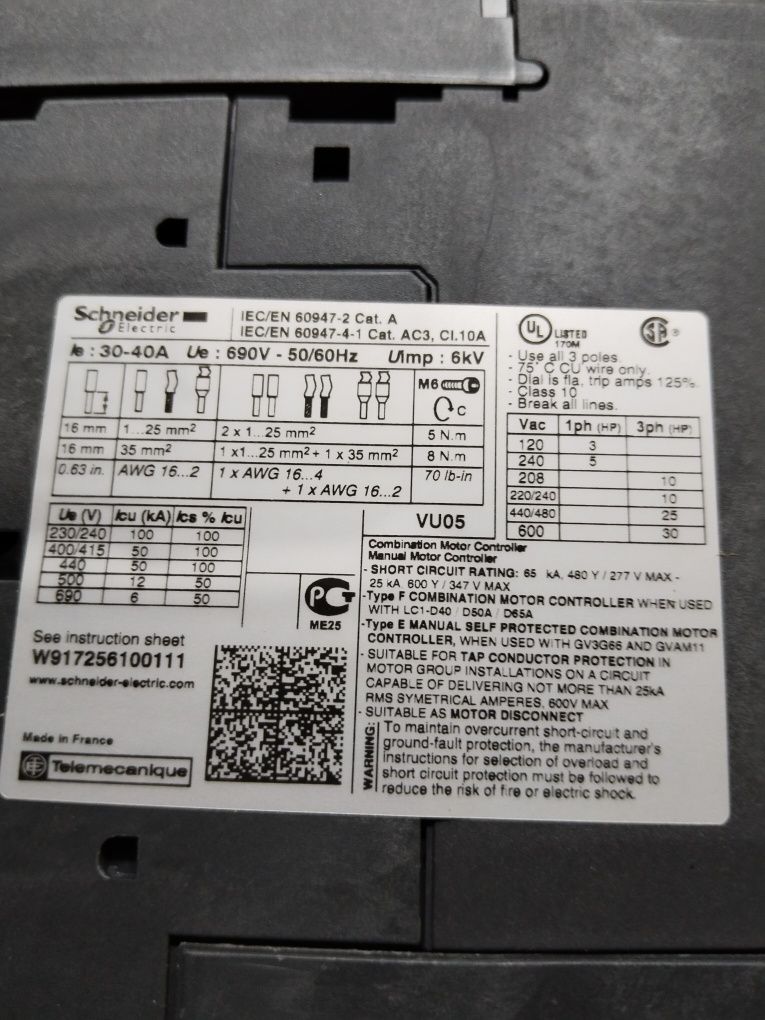 Schneider
Electric
IEC/EN 60947-2 Cat. A
IEC/EN 60947-4-1 Cat. AC3, Cl.10A
Ie : 30-40A Ue : 690V - 50/60Hz Uimp : 6kV
M6
C
16 mm 1...25 mm² 2 x 1...25 mm² 5 N.m
16 mm 35 mm² 1 x1...25 mm² + 1 x 35 mm² 8 N.m
0.63 in. AWG 16...2 1 x AWG 16...4 70 lb-in
+ 1 x AWG 16...2
UL LISTED
170M
SA ®
- Use all 3 poles.
- 75° C CU wire only.
- Dial is fla, trip amps 125%.
- Class 10
- Break all lines.
Vac 1ph (HP) 3ph (HP)
120 3
240 5
208 10
220/240 10
440/480 25
600 30
Ue (V) Icu (kA) Ics % Icu
230/240 100 100
400/415 50 100
440 50 100
500 12 50
690 6 50
ME25
See instruction sheet
W917256100111
www.schneider-electric.com
Made in France
Telemecanique
VU05
Combination Motor Controller
Manual Motor Controller
- SHORT CIRCUIT RATING: 65 kA, 480 Y / 277 V MAX -
25 kA, 600 Y / 347 V MAX
-Type F COMBINATION MOTOR CONTROLLER WHEN USED
WITH LC1-D40 / D50A / D65A
-Type E MANUAL SELF PROTECTED COMBINATION MOTOR
CONTROLLER, WHEN USED WITH GV3G66 AND GVAM11
- SUITABLE FOR TAP CONDUCTOR PROTECTION IN
MOTOR GROUP INSTALLATIONS ON A CIRCUIT
CAPABLE OF DELIVERING NOT MORE THAN 25kA
RMS SYMETRICAL AMPERES, 600V MAX
- SUITABLE AS MOTOR DISCONNECT
WARNING:
To maintain overcurrent short-circuit and
ground-fault protection, the manufacturer's
instructions for selection of overload and
short circuit protection must be followed to
reduce the risk of fire or electric shock.